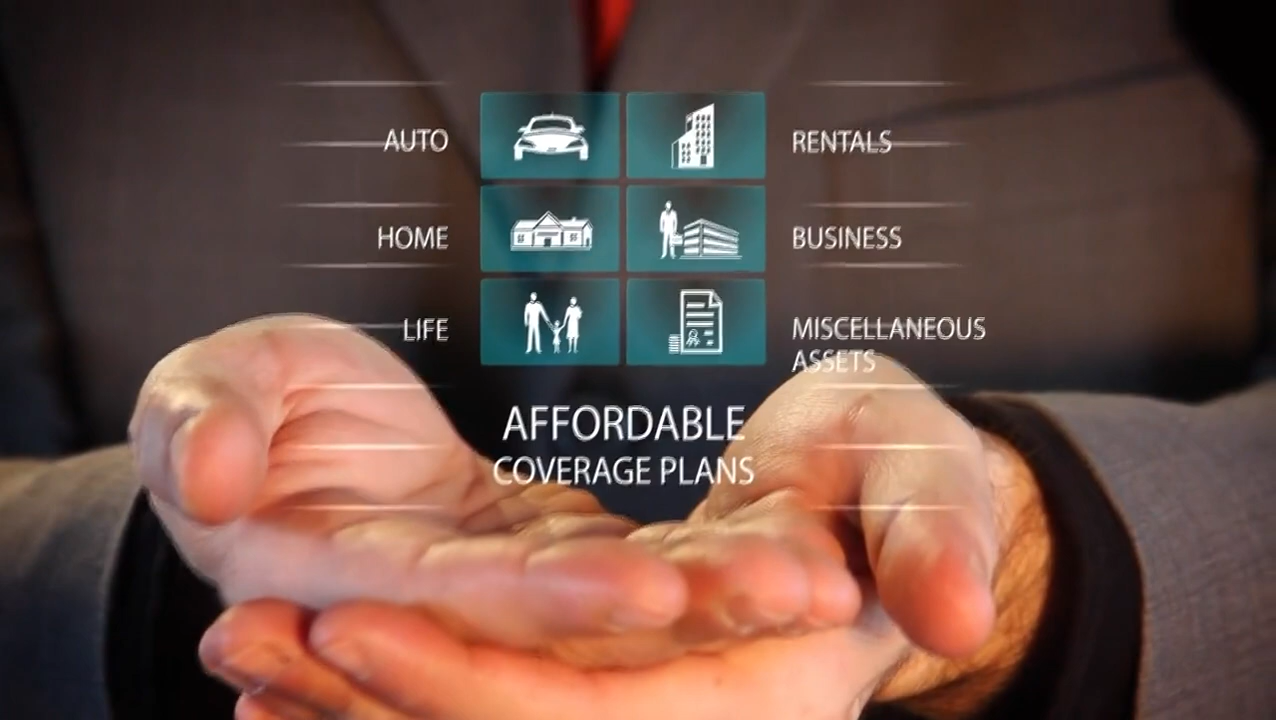 AUTO
RENTALS
HOME
BUSINESS
LIFE
MISCELLANEOUS
ASSETS
AFFORDABLE
COVERAGE PLANS